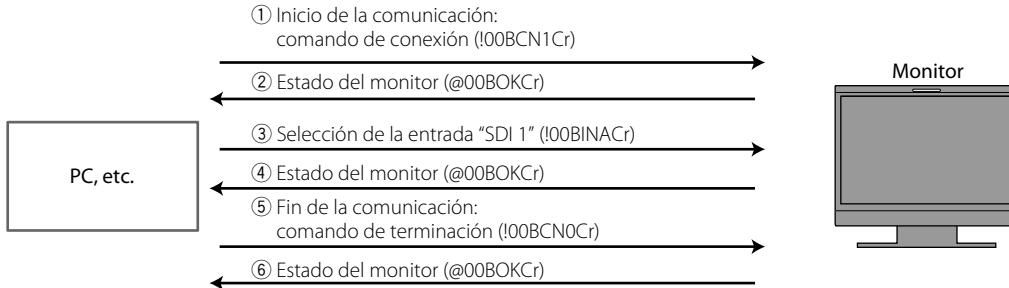 ① Inicio de la comunicación:
comando de conexión (!00BCN1Cr)
② Estado del monitor (@00BOKCr)
③ Selección de la entrada “SDI 1” (!00BINACr)
④ Estado del monitor (@00BOKCr)
⑤ Fin de la comunicación:
comando de terminación (!00BCN0Cr)
⑥ Estado del monitor (@00BOKCr)
PC, etc.
Monitor